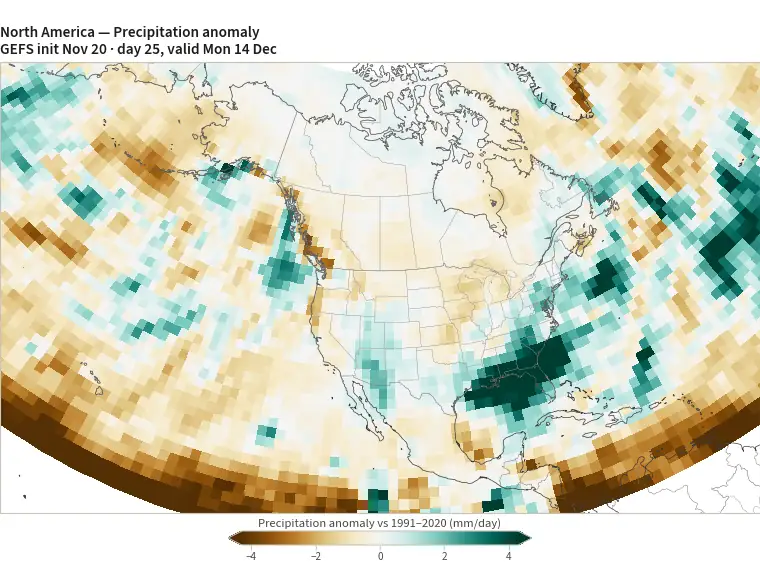 North America — Precipitation anomaly
GEFS init Nov 20 · day 25, valid Mon 14 Dec
Precipitation anomaly vs 1991–2020 (mm/day)
−4 −2 0 2 4